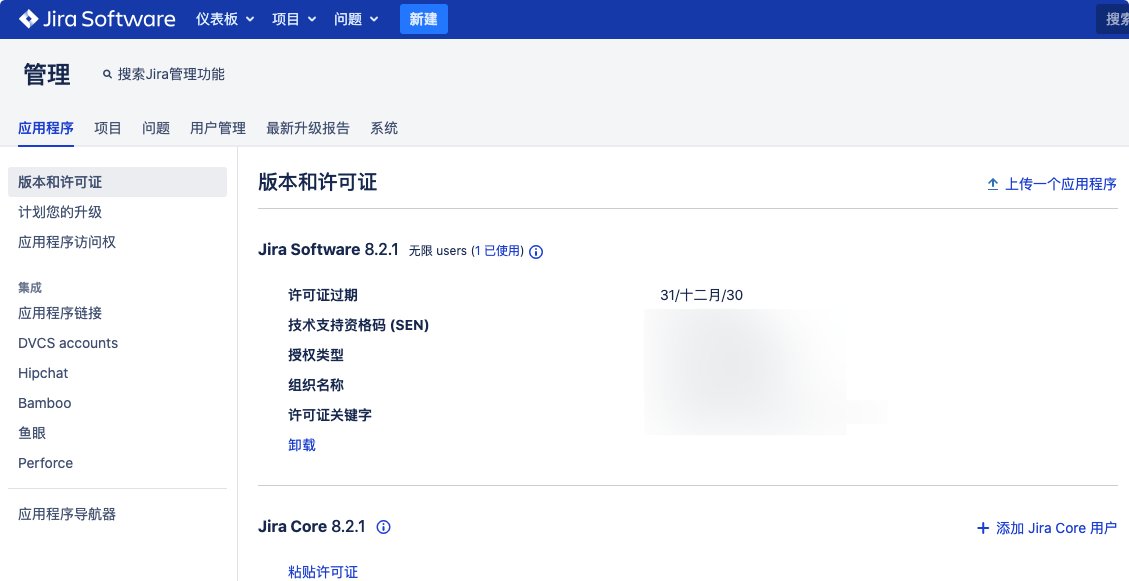 Jira Software 仪表板 项目 问题 新建 搜索
管理 搜索Jira管理功能
应用程序 项目 问题 用户管理 最新升级报告 系统
版本和许可证
计划您的升级
应用程序访问权
集成
应用程序链接
DVCS accounts
Hipchat
Bamboo
鱼眼
Perforce
应用程序导航器
版本和许可证 上传一个应用程序
Jira Software 8.2.1 无限 users (1 已使用)
许可证过期 31/十二月/30
技术支持资格码 (SEN)
授权类型
组织名称
许可证关键字
卸载
Jira Core 8.2.1 添加 Jira Core 用户
粘贴许可证